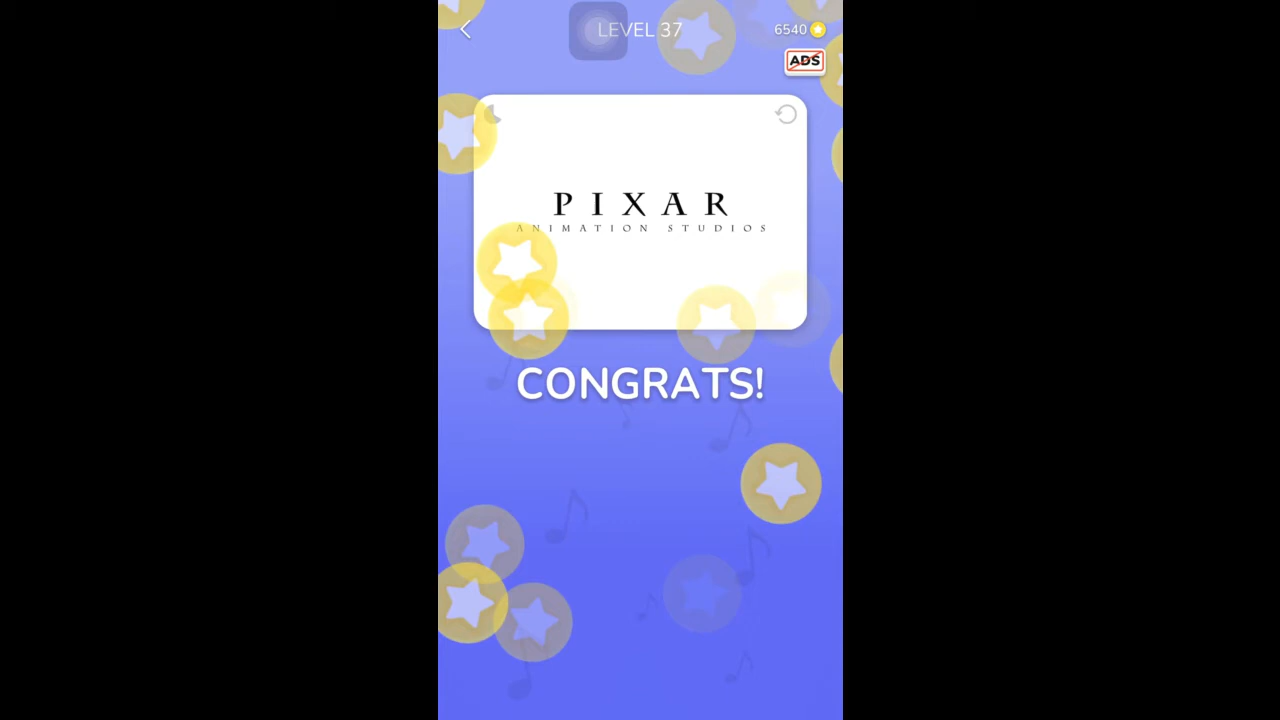 LEVEL 37
6540
ADS
PIXAR
ANIMATION STUDIOS
CONGRATS!